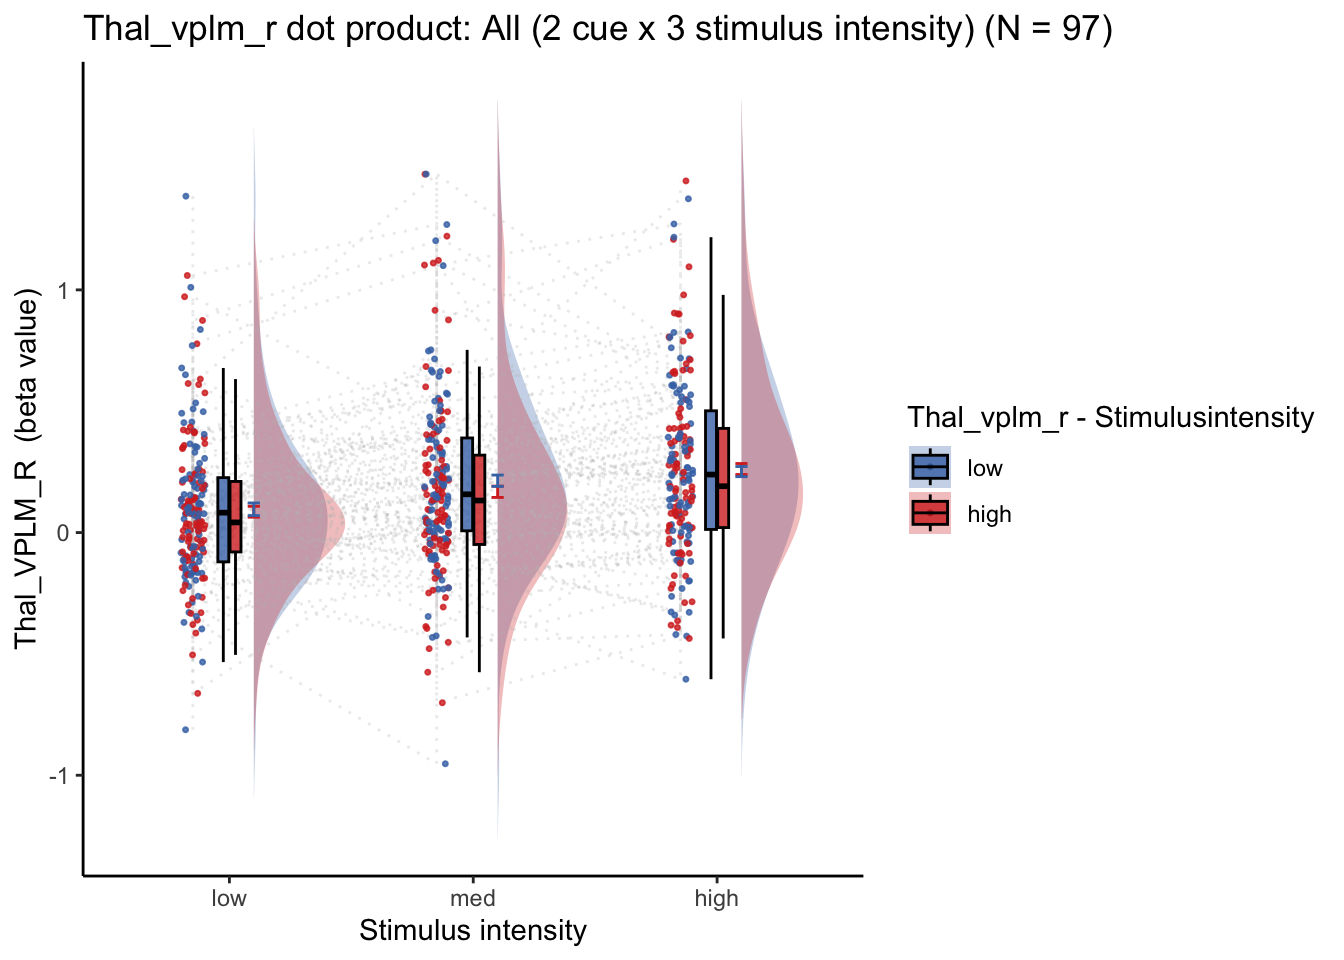 Thal_vplm_r dot product: All (2 cue x 3 stimulus intensity) (N = 97)
Thal_VPLM_R (beta value)
1
0
-1
low
med
high
Stimulus intensity
Thal_vplm_r - Stimulusintensity
low
high